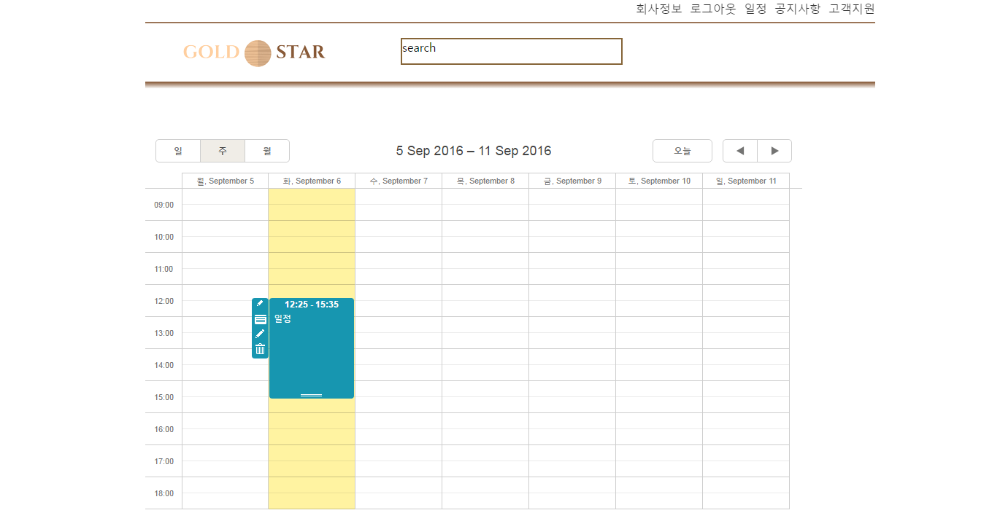 회사정보 로그아웃 일정 공지사항 고객지원
GOLD STAR
search
일 주 월
5 Sep 2016 – 11 Sep 2016
오늘
월, September 5 화, September 6 수, September 7 목, September 8 금, September 9 토, September 10 일, September 11
09:00
10:00
11:00
12:00
12:25 - 15:35
일정
13:00
14:00
15:00
16:00
17:00
18:00